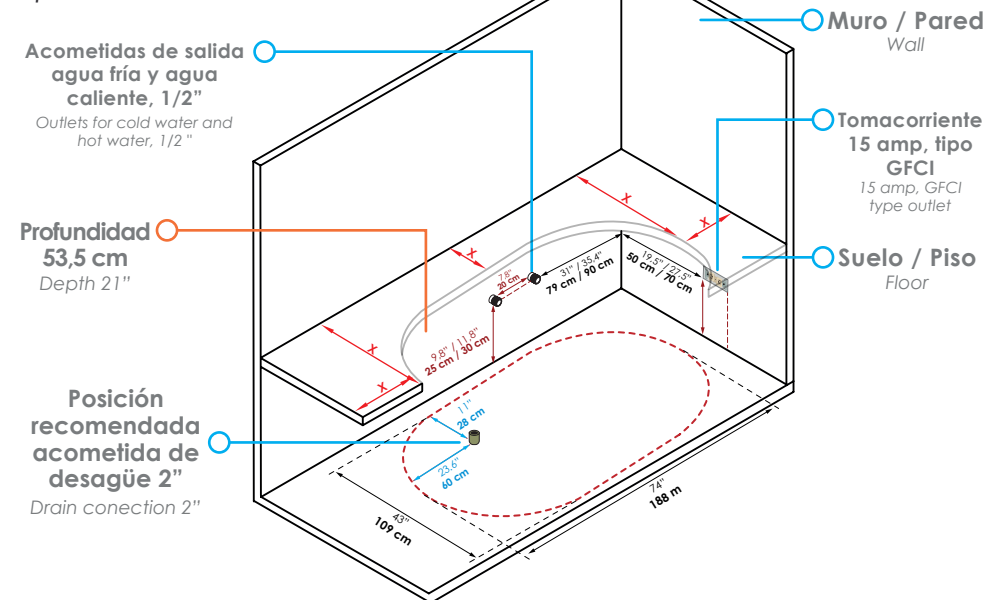 Muro / Pared
Wall
Acometidas de salida
agua fría y agua
caliente, 1/2”
Outlets for cold water and
hot water, 1/2 "
Tomacorriente
15 amp, tipo
GFCI
15 amp, GFCI
type outlet
Profundidad
53,5 cm
Depth 21”
Suelo / Piso
Floor
X
X
X
X
X
7.8"
20 cm
31" / 35.4"
79 cm / 90 cm
19.5" / 27.5"
50 cm / 70 cm
9.8" / 11.8"
25 cm / 30 cm
Posición
recomendada
acometida de
desagüe 2”
Drain conection 2”
11"
28 cm
23.6"
60 cm
43"
109 cm
74"
188 m